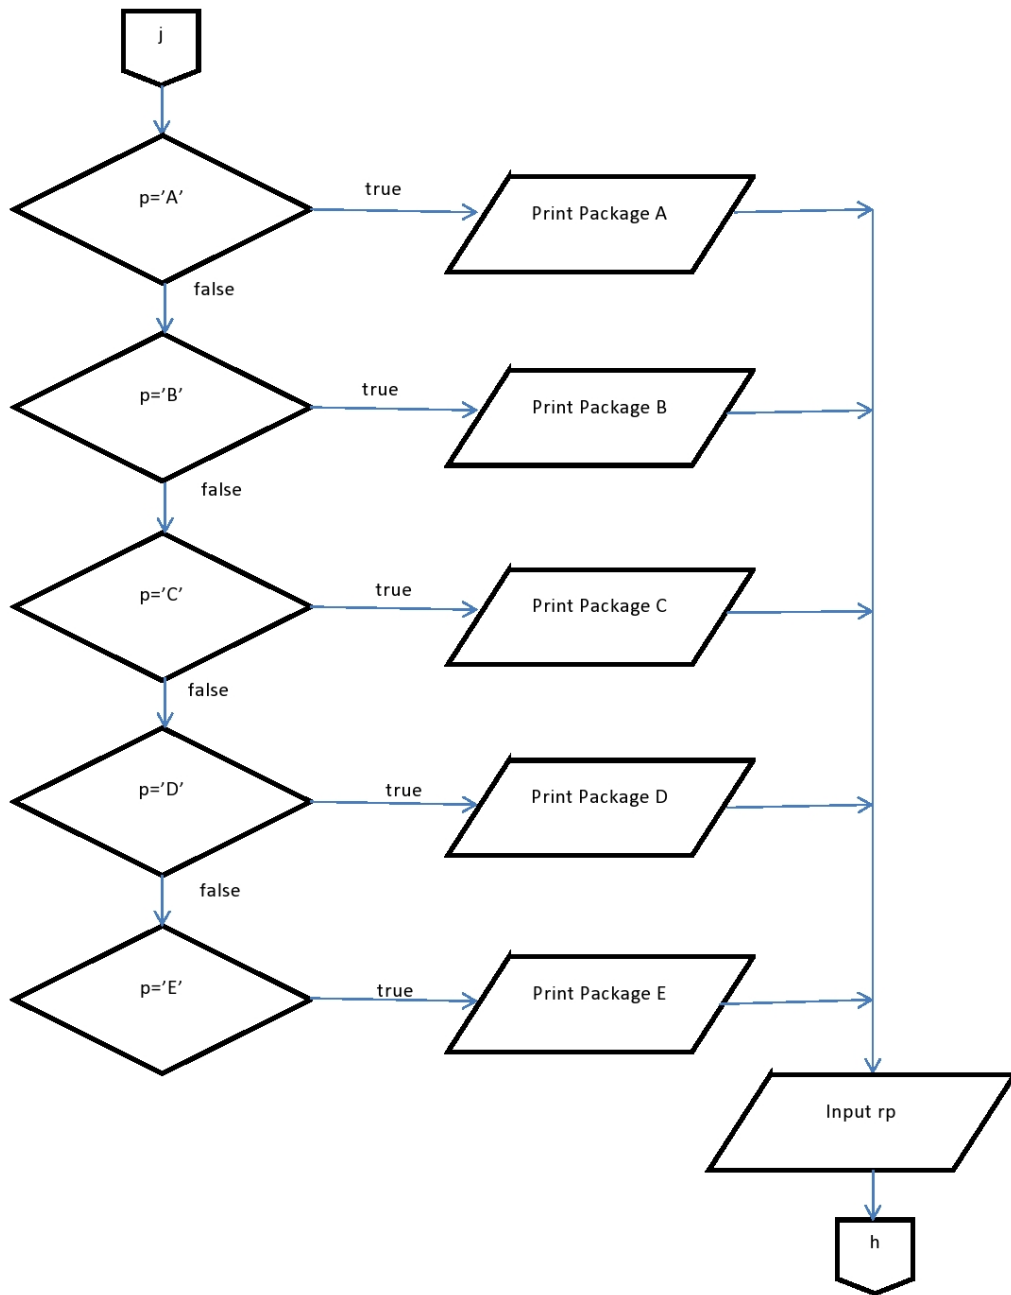 j
p=’A’
true
Print Package A
false
p=’B’
true
Print Package B
false
p=’C’
true
Print Package C
false
p=’D’
true
Print Package D
false
p=’E’
true
Print Package E
Input rp
h